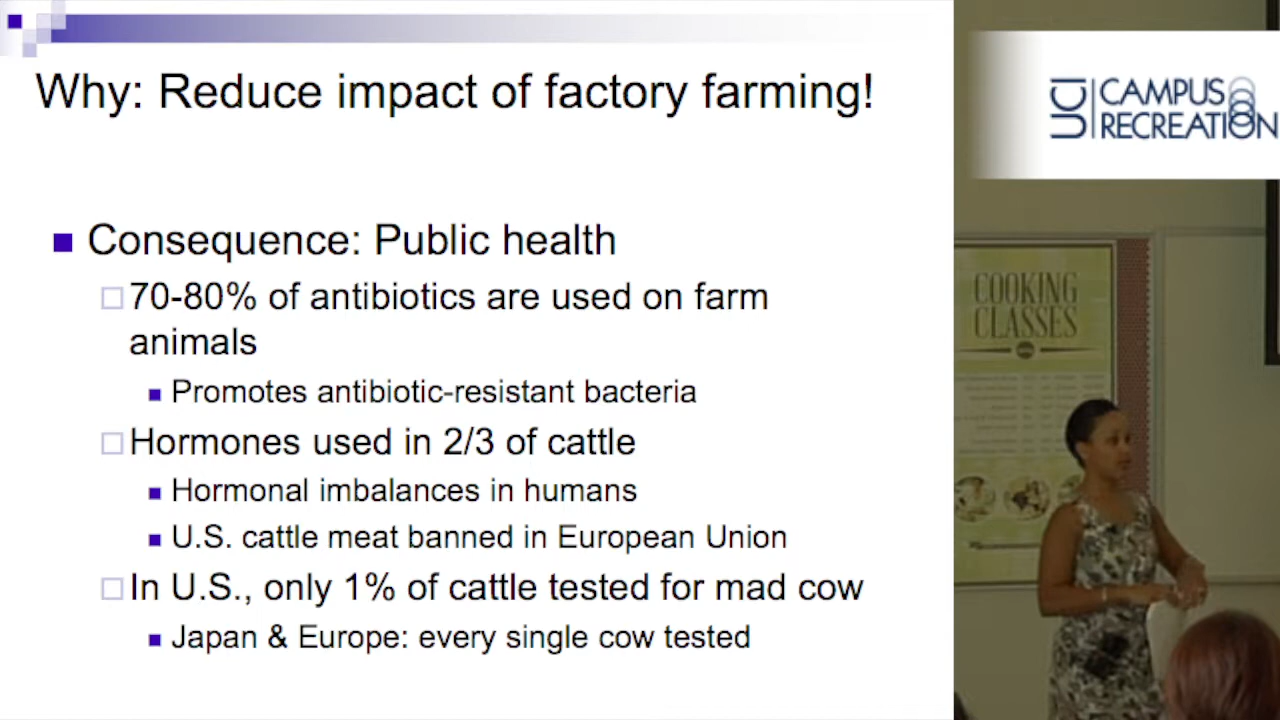 Why: Reduce impact of factory farming!
Consequence: Public health
70-80% of antibiotics are used on farm
animals
Promotes antibiotic-resistant bacteria
Hormones used in 2/3 of cattle
Hormonal imbalances in humans
U.S. cattle meat banned in European Union
In U.S., only 1% of cattle tested for mad cow
Japan & Europe: every single cow tested
UCI
CAMPUS
RECREATION
COOKING
CLASSES